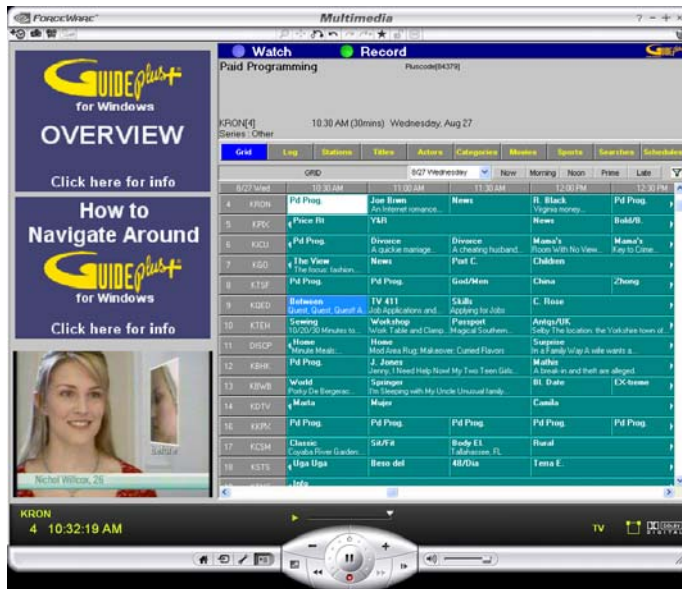 FORCEWARE™
Multimedia
GUIDE plus+
for Windows
OVERVIEW
Click here for info
How to
Navigate Around
GUIDE plus+
for Windows
Click here for info
Nichol Willcox, 26
Watch Record
Paid Programming Pluscode[84379]
KRON[4] 10:30 AM (30mins) Wednesday, Aug 27
Series : Other
Grid Log Stations Titles Actors Categories Movies Sports Searches Schedules
GRID 8/27 Wednesday Now Morning Noon Prime Late
8/27 Wed 10:30 AM 11:00 AM 11:30 AM 12:00 PM 12:30 PM
4 KRON Pd Prog. Joe Brwn News R. Black Pd Prog.
An Internet romance... Virginia money...
5 KPIX Price Rt Y&R News Bold/B.
6 KICU Pd Prog. Divorce Divorce Mama's Mama's
A quickie marriage. A cheating husband... Room With No View... Key to Crime...
7 KGO The View News Port C. Children
The focus: fashion...
8 KTSF Pd Prog. Pd Prog. God/Men China Zhong
9 KQED Between TV 411 Skills C. Rose
Quest, Quest, Quest! A... Job Applications and... Applying for Jobs
10 KTEH Sewing Workshop Passport Antqs/UK
10/20/30 Minutes to... Work Table and Clamp... Magical Southern... Selby The location: the Yorkshire town of...
11 DISCP Home Home Surprise
Minute Meals: Mod Area Rug; Makeover; Curried Flavors In a Family Way A wife wants a...
12 KBHK Pd Prog. J. Jones Mathis
Jenny, I Need Help Now! My Two Teen Girls... A break-in and theft are alleged.
13 KBWB World Springer Bl. Date EX-treme
Porky De Bergerac... I'm Sleeping with My Uncle Unusual family...
14 KDTV Marta Mujer Camila
16 KKPX Pd Prog. Pd Prog. Pd Prog. Pd Prog. Pd Prog.
17 KCSM Classic Sit/Fit Body El. Rural
Coyaba River Garden; Tallahassee, FL
18 KSTS Uga Uga Beso del 48/Dia Tena E.
Info
KRON
4 10:32:19 AM
TV
DOLBY
DIGITAL